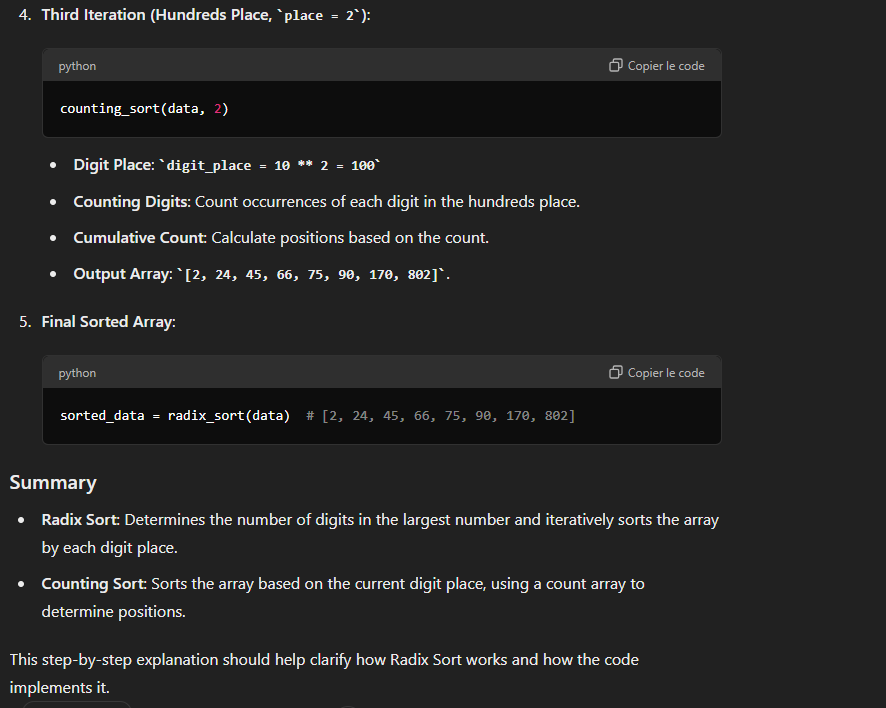 4. Third Iteration (Hundreds Place, `place = 2`):
python
Copier le code
counting_sort(data, 2)
• Digit Place: `digit_place = 10 ** 2 = 100`
• Counting Digits: Count occurrences of each digit in the hundreds place.
• Cumulative Count: Calculate positions based on the count.
• Output Array: `[2, 24, 45, 66, 75, 90, 170, 802]`.
5. Final Sorted Array:
python
Copier le code
sorted_data = radix_sort(data)  # [2, 24, 45, 66, 75, 90, 170, 802]
Summary
• Radix Sort: Determines the number of digits in the largest number and iteratively sorts the array
by each digit place.
• Counting Sort: Sorts the array based on the current digit place, using a count array to
determine positions.
This step-by-step explanation should help clarify how Radix Sort works and how the code
implements it.